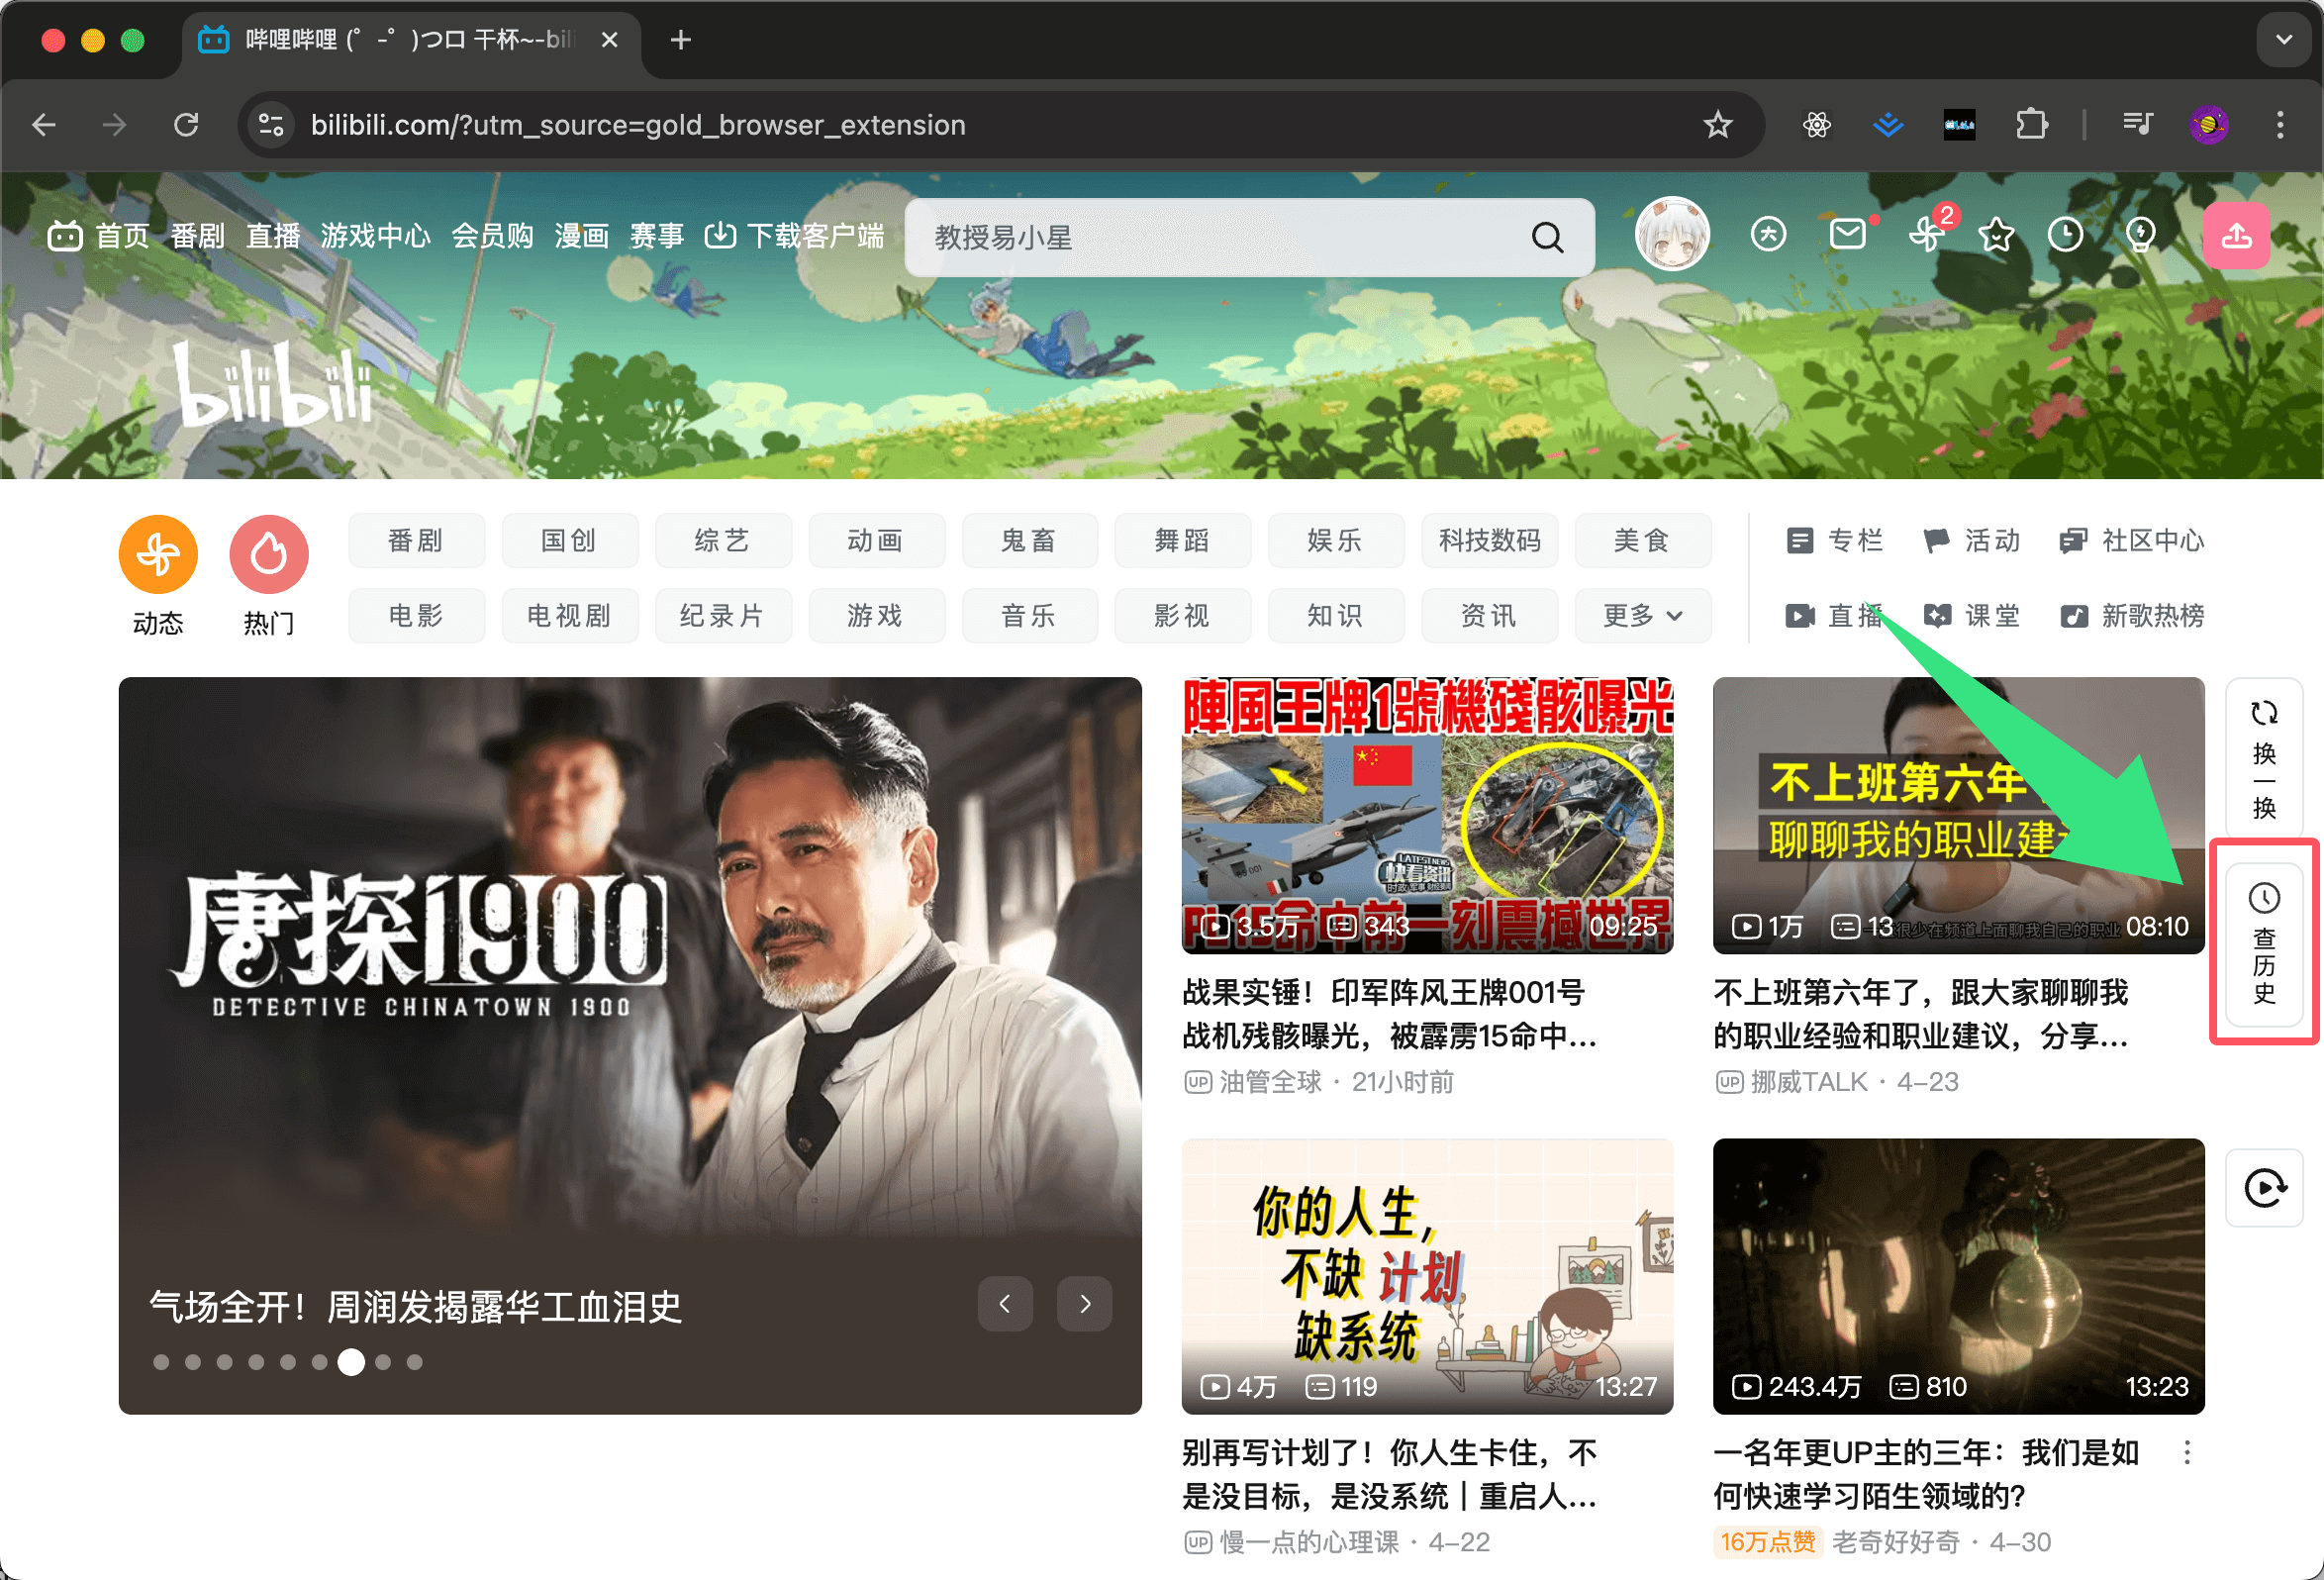 哔哩哔哩 (゜-゜)つロ 干杯~-bili
bilibili.com/?utm_source=gold_browser_extension
首页 番剧 直播 游戏中心 会员购 漫画 赛事 下载客户端
教授易小星
大
2
bilibili
番剧 国创 综艺 动画 鬼畜 舞蹈 娱乐 科技数码 美食
专栏 活动 社区中心
动态 热门
电影 电视剧 纪录片 游戏 音乐 影视 知识 资讯 更多
直播 课堂 新歌热榜
唐探1900
DETECTIVE CHINATOWN 1900
气场全开！周润发揭露华工血泪史
陣風王牌1號機殘骸曝光
001
LATEST NEWS
快看资讯
时政·军事
15命中前一刻震撼世界
3.5万 343 09:25
战果实锤！印军阵风王牌001号
战机残骸曝光，被霹雳15命中...
UP 油管全球 · 21小时前
不上班第六年
聊聊我的职业建
很少在频道上面聊我自己的职业
1万 13 08:10
不上班第六年了，跟大家聊聊我
的职业经验和职业建议，分享...
UP 挪威TALK · 4-23
换一换
查历史
你的人生，
不缺 计划
缺系统
4万 119 13:27
别再写计划了！你人生卡住，不
是没目标，是没系统｜重启人...
UP 慢一点的心理课 · 4-22
243.4万 810 13:23
一名年更UP主的三年：我们是如
何快速学习陌生领域的?
16万点赞 老奇好好奇 · 4-30